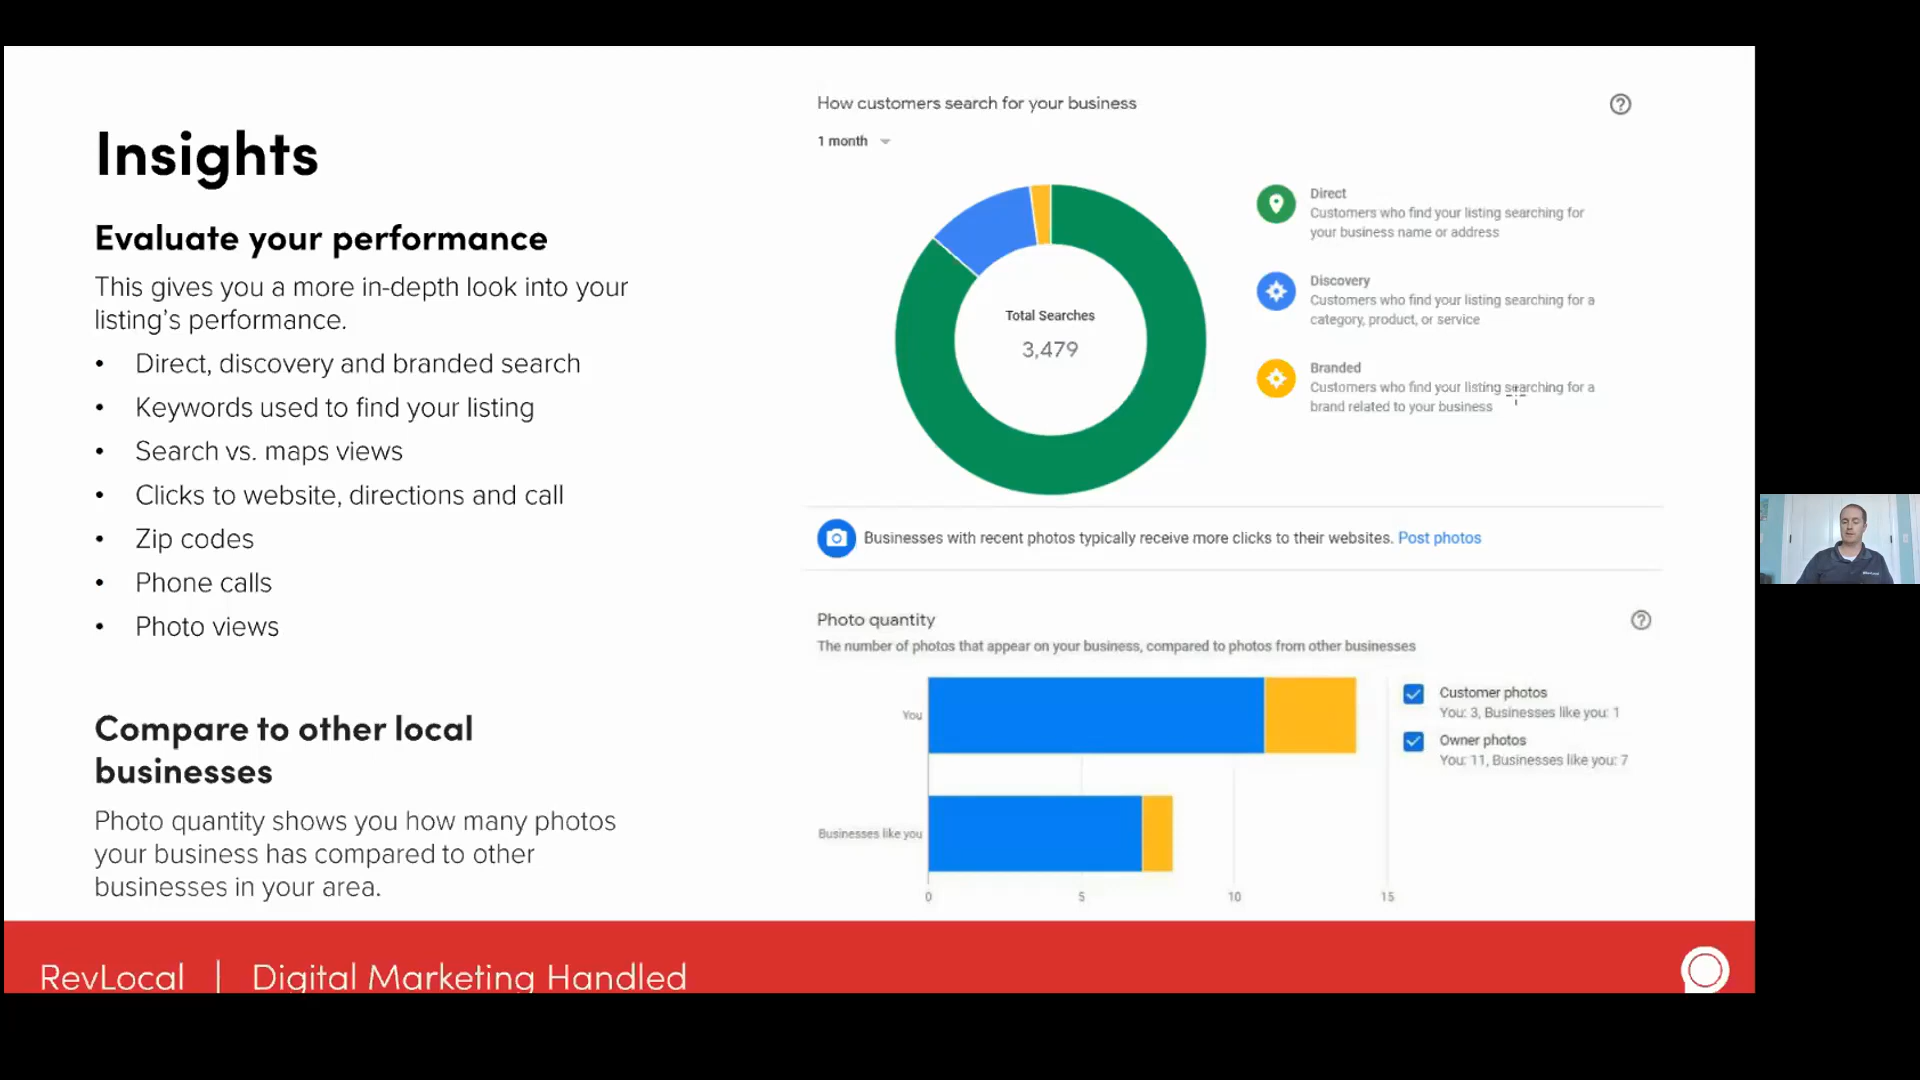 Insights
Evaluate your performance
This gives you a more in-depth look into your
listing's performance.
• Direct, discovery and branded search
• Keywords used to find your listing
• Search vs. maps views
• Clicks to website, directions and call
• Zip codes
• Phone calls
• Photo views
Compare to other local
businesses
Photo quantity shows you how many photos
your business has compared to other
businesses in your area.
How customers search for your business
1 month
Total Searches
3,479
Direct
Customers who find your listing searching for
your business name or address
Discovery
Customers who find your listing searching for a
category, product, or service
Branded
Customers who find your listing searching for a
brand related to your business
Businesses with recent photos typically receive more clicks to their websites. Post photos
Photo quantity
The number of photos that appear on your business, compared to photos from other businesses
You
Businesses like you
0 5 10 15
Customer photos
You: 3, Businesses like you: 1
Owner photos
You: 11, Businesses like you: 7
RevLocal | Digital Marketing Handled